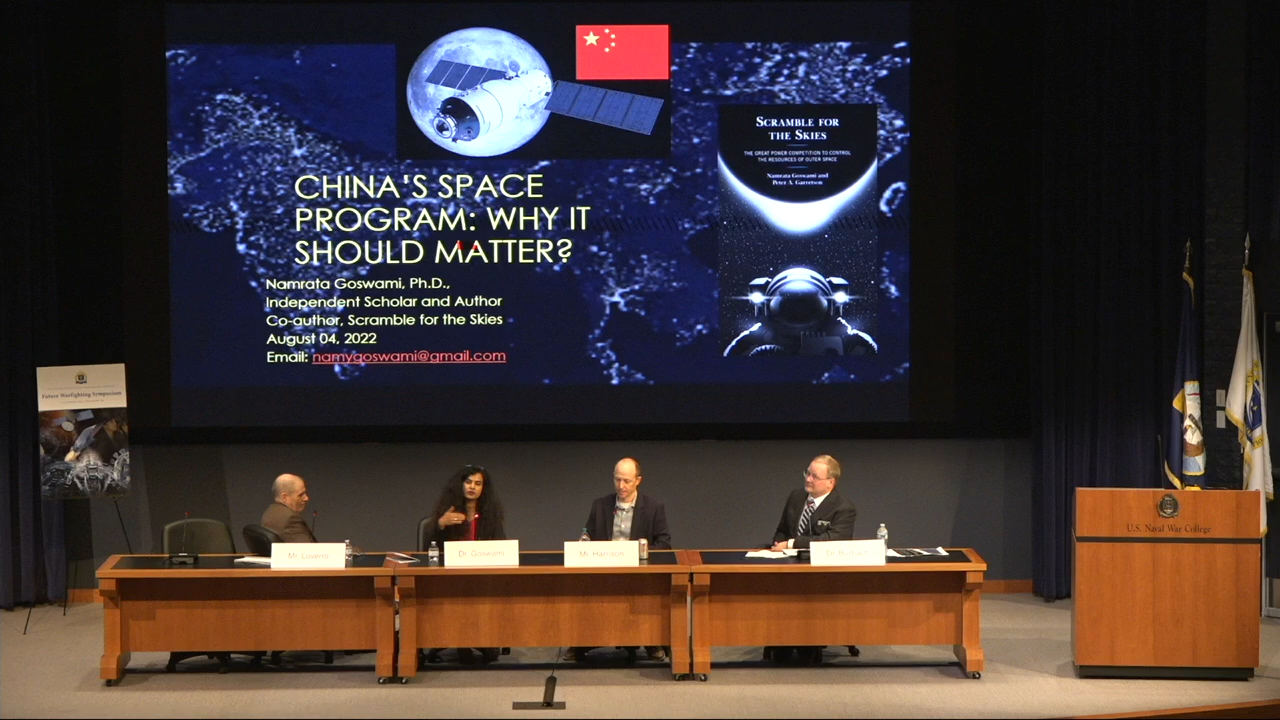 CHINA'S SPACE
PROGRAM: WHY IT
SHOULD MATTER?
Namrata Goswami, Ph.D.,
Independent Scholar and Author
Co-author, Scramble for the Skies
August 04, 2022
Email: namygoswami@gmail.com
SCRAMBLE FOR
THE SKIES
THE GREAT POWER COMPETITION TO CONTROL
THE RESOURCES OF OUTER SPACE
Namrata Goswami and
Peter A. Garretson
Future Warfighting Symposium
Mr. Loverro
Dr. Goswami
Mr. Harrison
Dr.
U.S. Naval War College